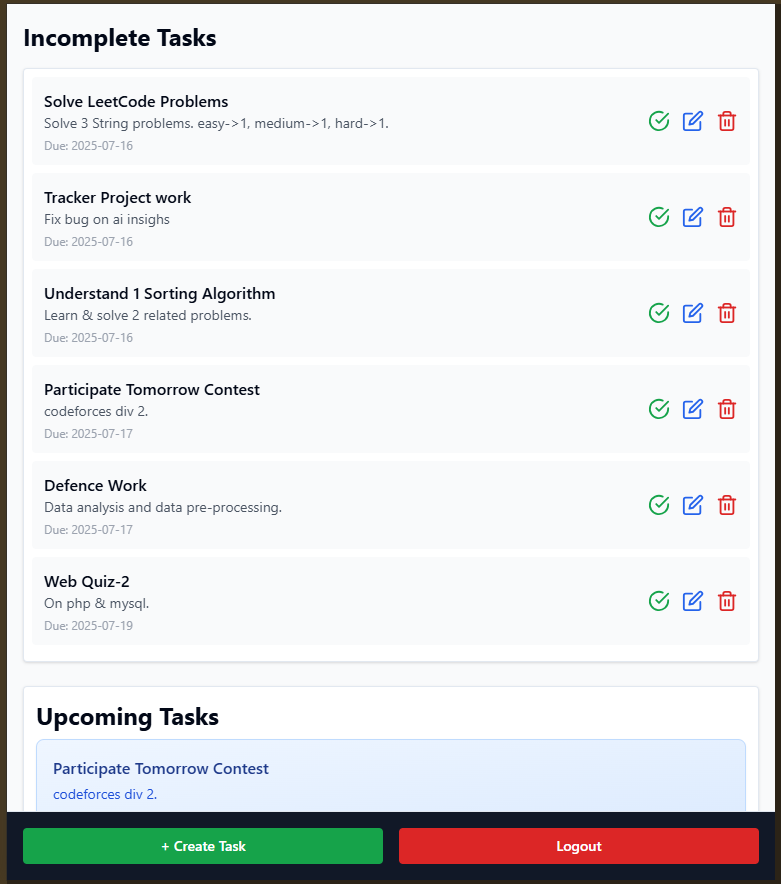 Incomplete Tasks
Solve LeetCode Problems
Solve 3 String problems. easy->1, medium->1, hard->1.
Due: 2025-07-16
Tracker Project work
Fix bug on ai insighs
Due: 2025-07-16
Understand 1 Sorting Algorithm
Learn & solve 2 related problems.
Due: 2025-07-16
Participate Tomorrow Contest
codeforces div 2.
Due: 2025-07-17
Defence Work
Data analysis and data pre-processing.
Due: 2025-07-17
Web Quiz-2
On php & mysql.
Due: 2025-07-19
Upcoming Tasks
Participate Tomorrow Contest
codeforces div 2.
+ Create Task
Logout